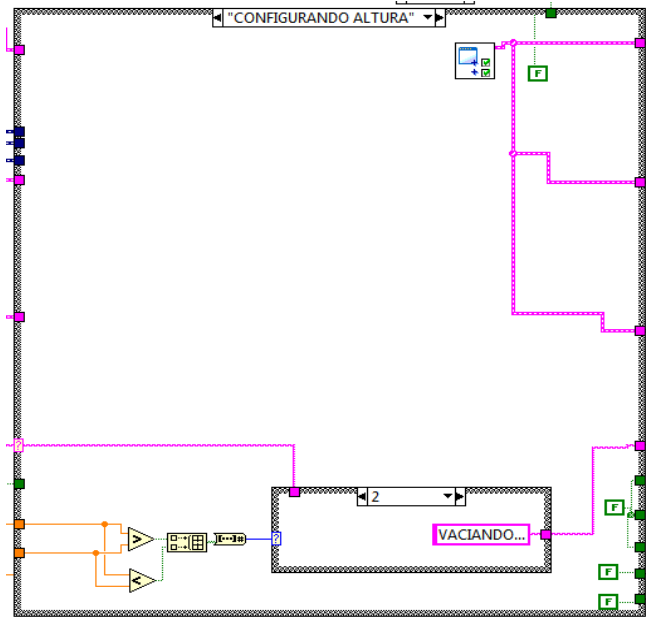 "CONFIGURANDO ALTURA"
F
?
2
?
VACIANDO...
F
F
F
>
[...]#
<